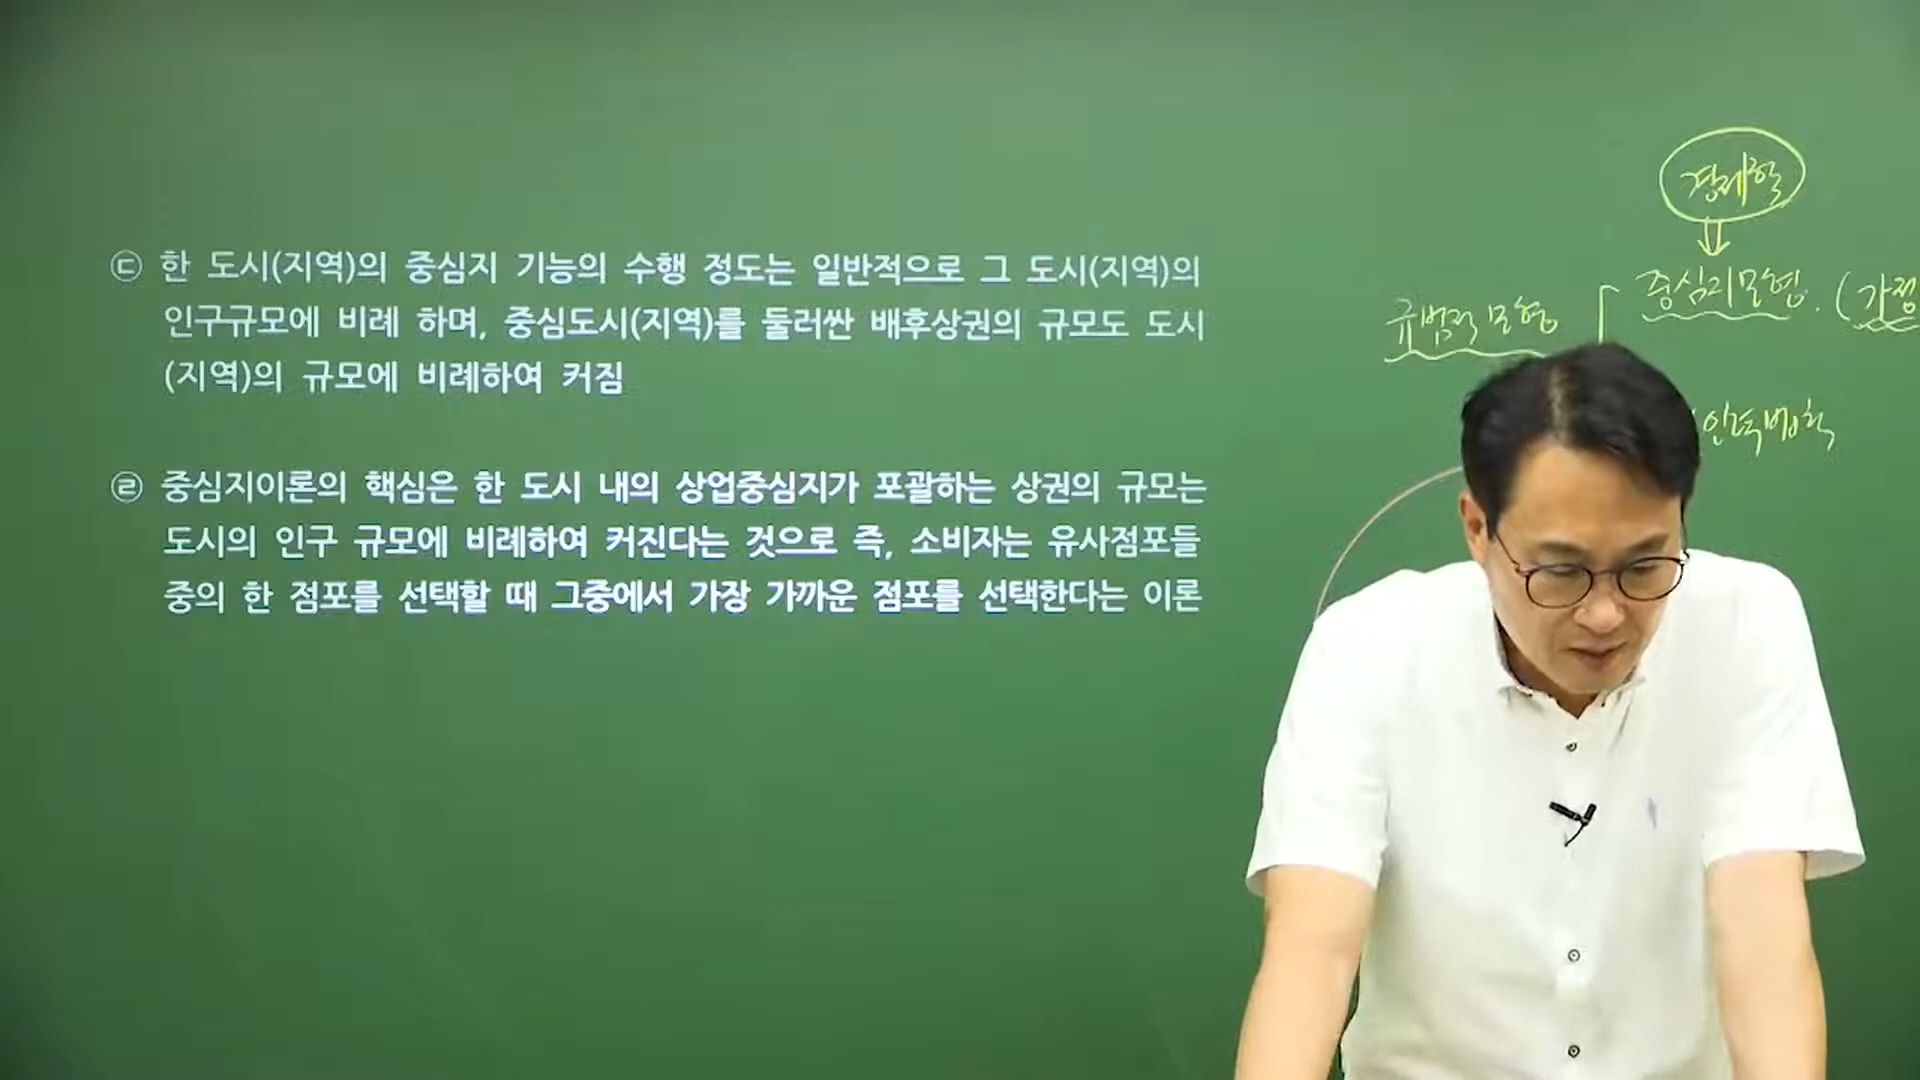 ㉢ 한 도시(지역)의 중심지 기능의 수행 정도는 일반적으로 그 도시(지역)의
인구규모에 비례 하며, 중심도시(지역)를 둘러싼 배후상권의 규모도 도시
(지역)의 규모에 비례하여 커짐
㉣ 중심지이론의 핵심은 한 도시 내의 상업중심지가 포괄하는 상권의 규모는
도시의 인구 규모에 비례하여 커진다는 것으로 즉, 소비자는 유사점포들
중의 한 점포를 선택할 때 그중에서 가장 가까운 점포를 선택한다는 이론
경제학
중심지모형. (가정
규범적 모형
인력법칙